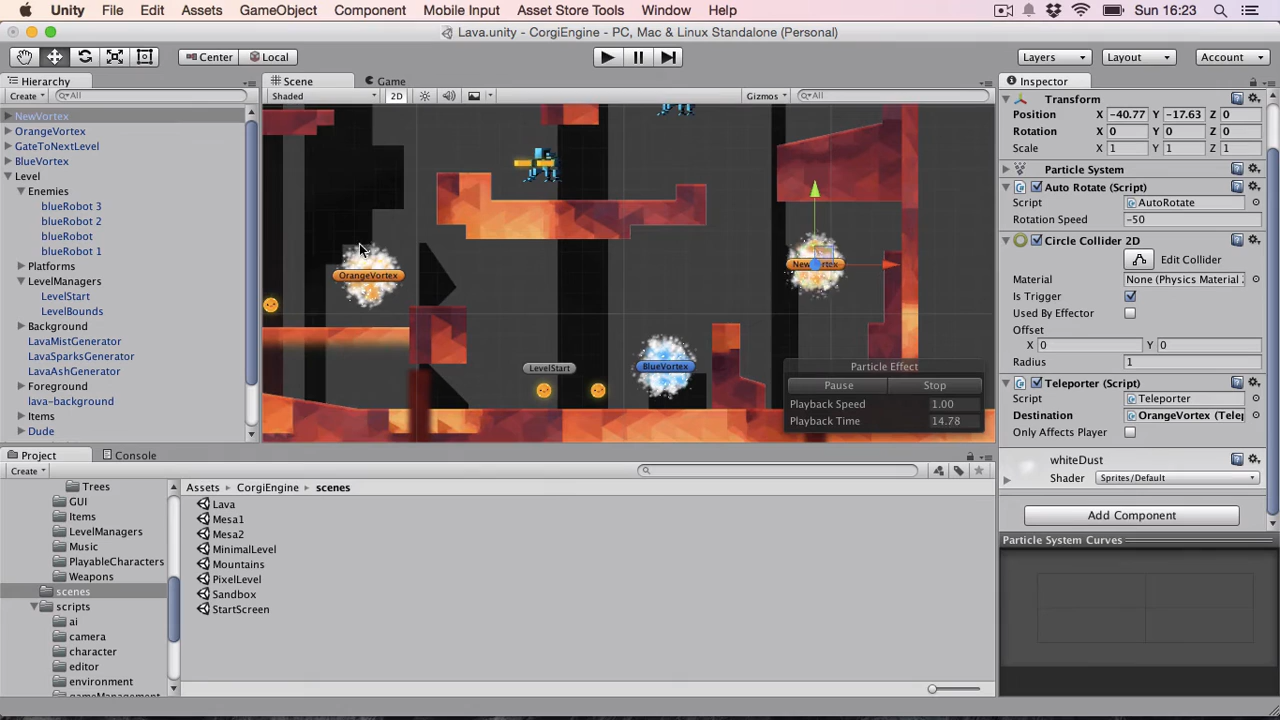 Unity File Edit Assets GameObject Component Mobile Input Asset Store Tools Window Help Sun 16:23
Lava.unity - CorgiEngine - PC, Mac & Linux Standalone (Personal)
Center Local Layers Layout Account
Hierarchy Scene Game Inspector
Create All Shaded 2D Gizmos All
Transform
Position X -40.77 Y -17.63 Z 0
Rotation X 0 Y 0 Z 0
Scale X 1 Y 1 Z 1
Particle System
Auto Rotate (Script)
Script AutoRotate
Rotation Speed -50
Circle Collider 2D
Edit Collider
Material None (Physics Material
Is Trigger
Used By Effector
Offset
X 0 Y 0
Radius 1
Teleporter (Script)
Script Teleporter
Destination OrangeVortex (Tele
Only Affects Player
whiteDust
Shader Sprites/Default
Add Component
Particle System Curves
NewVortex
OrangeVortex
GateToNextLevel
BlueVortex
Level
Enemies
blueRobot 3
blueRobot 2
blueRobot
blueRobot 1
Platforms
LevelManagers
LevelStart
LevelBounds
Background
LavaMistGenerator
LavaSparksGenerator
LavaAshGenerator
Foreground
lava-background
Items
Dude
OrangeVortex
LevelStart
BlueVortex
Particle Effect
Pause Stop
Playback Speed 1.00
Playback Time 14.78
Project Console
Create
Trees
GUI
Items
LevelManagers
Music
PlayableCharacters
Weapons
scenes
scripts
ai
camera
character
editor
environment
gameManagement
Assets CorgiEngine scenes
Lava
Mesa1
Mesa2
MinimalLevel
Mountains
PixelLevel
Sandbox
StartScreen